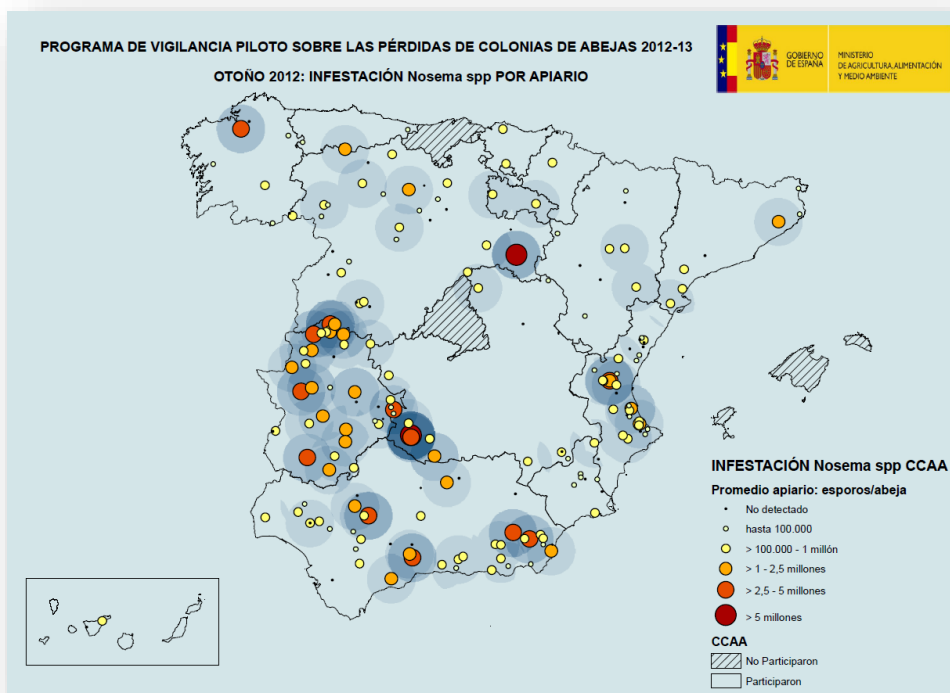 PROGRAMA DE VIGILANCIA PILOTO SOBRE LAS PÉRDIDAS DE COLONIAS DE ABEJAS 2012-13
OTOÑO 2012: INFESTACIÓN Nosema spp POR APIARIO
GOBIERNO
DE ESPAÑA
MINISTERIO
DE AGRICULTURA, ALIMENTACIÓN
Y MEDIO AMBIENTE
INFESTACIÓN Nosema spp CCAA
Promedio apiario: esporos/abeja
No detectado
hasta 100.000
> 100.000 - 1 millón
> 1 - 2,5 millones
> 2,5 - 5 millones
> 5 millones
CCAA
No Participaron
Participaron